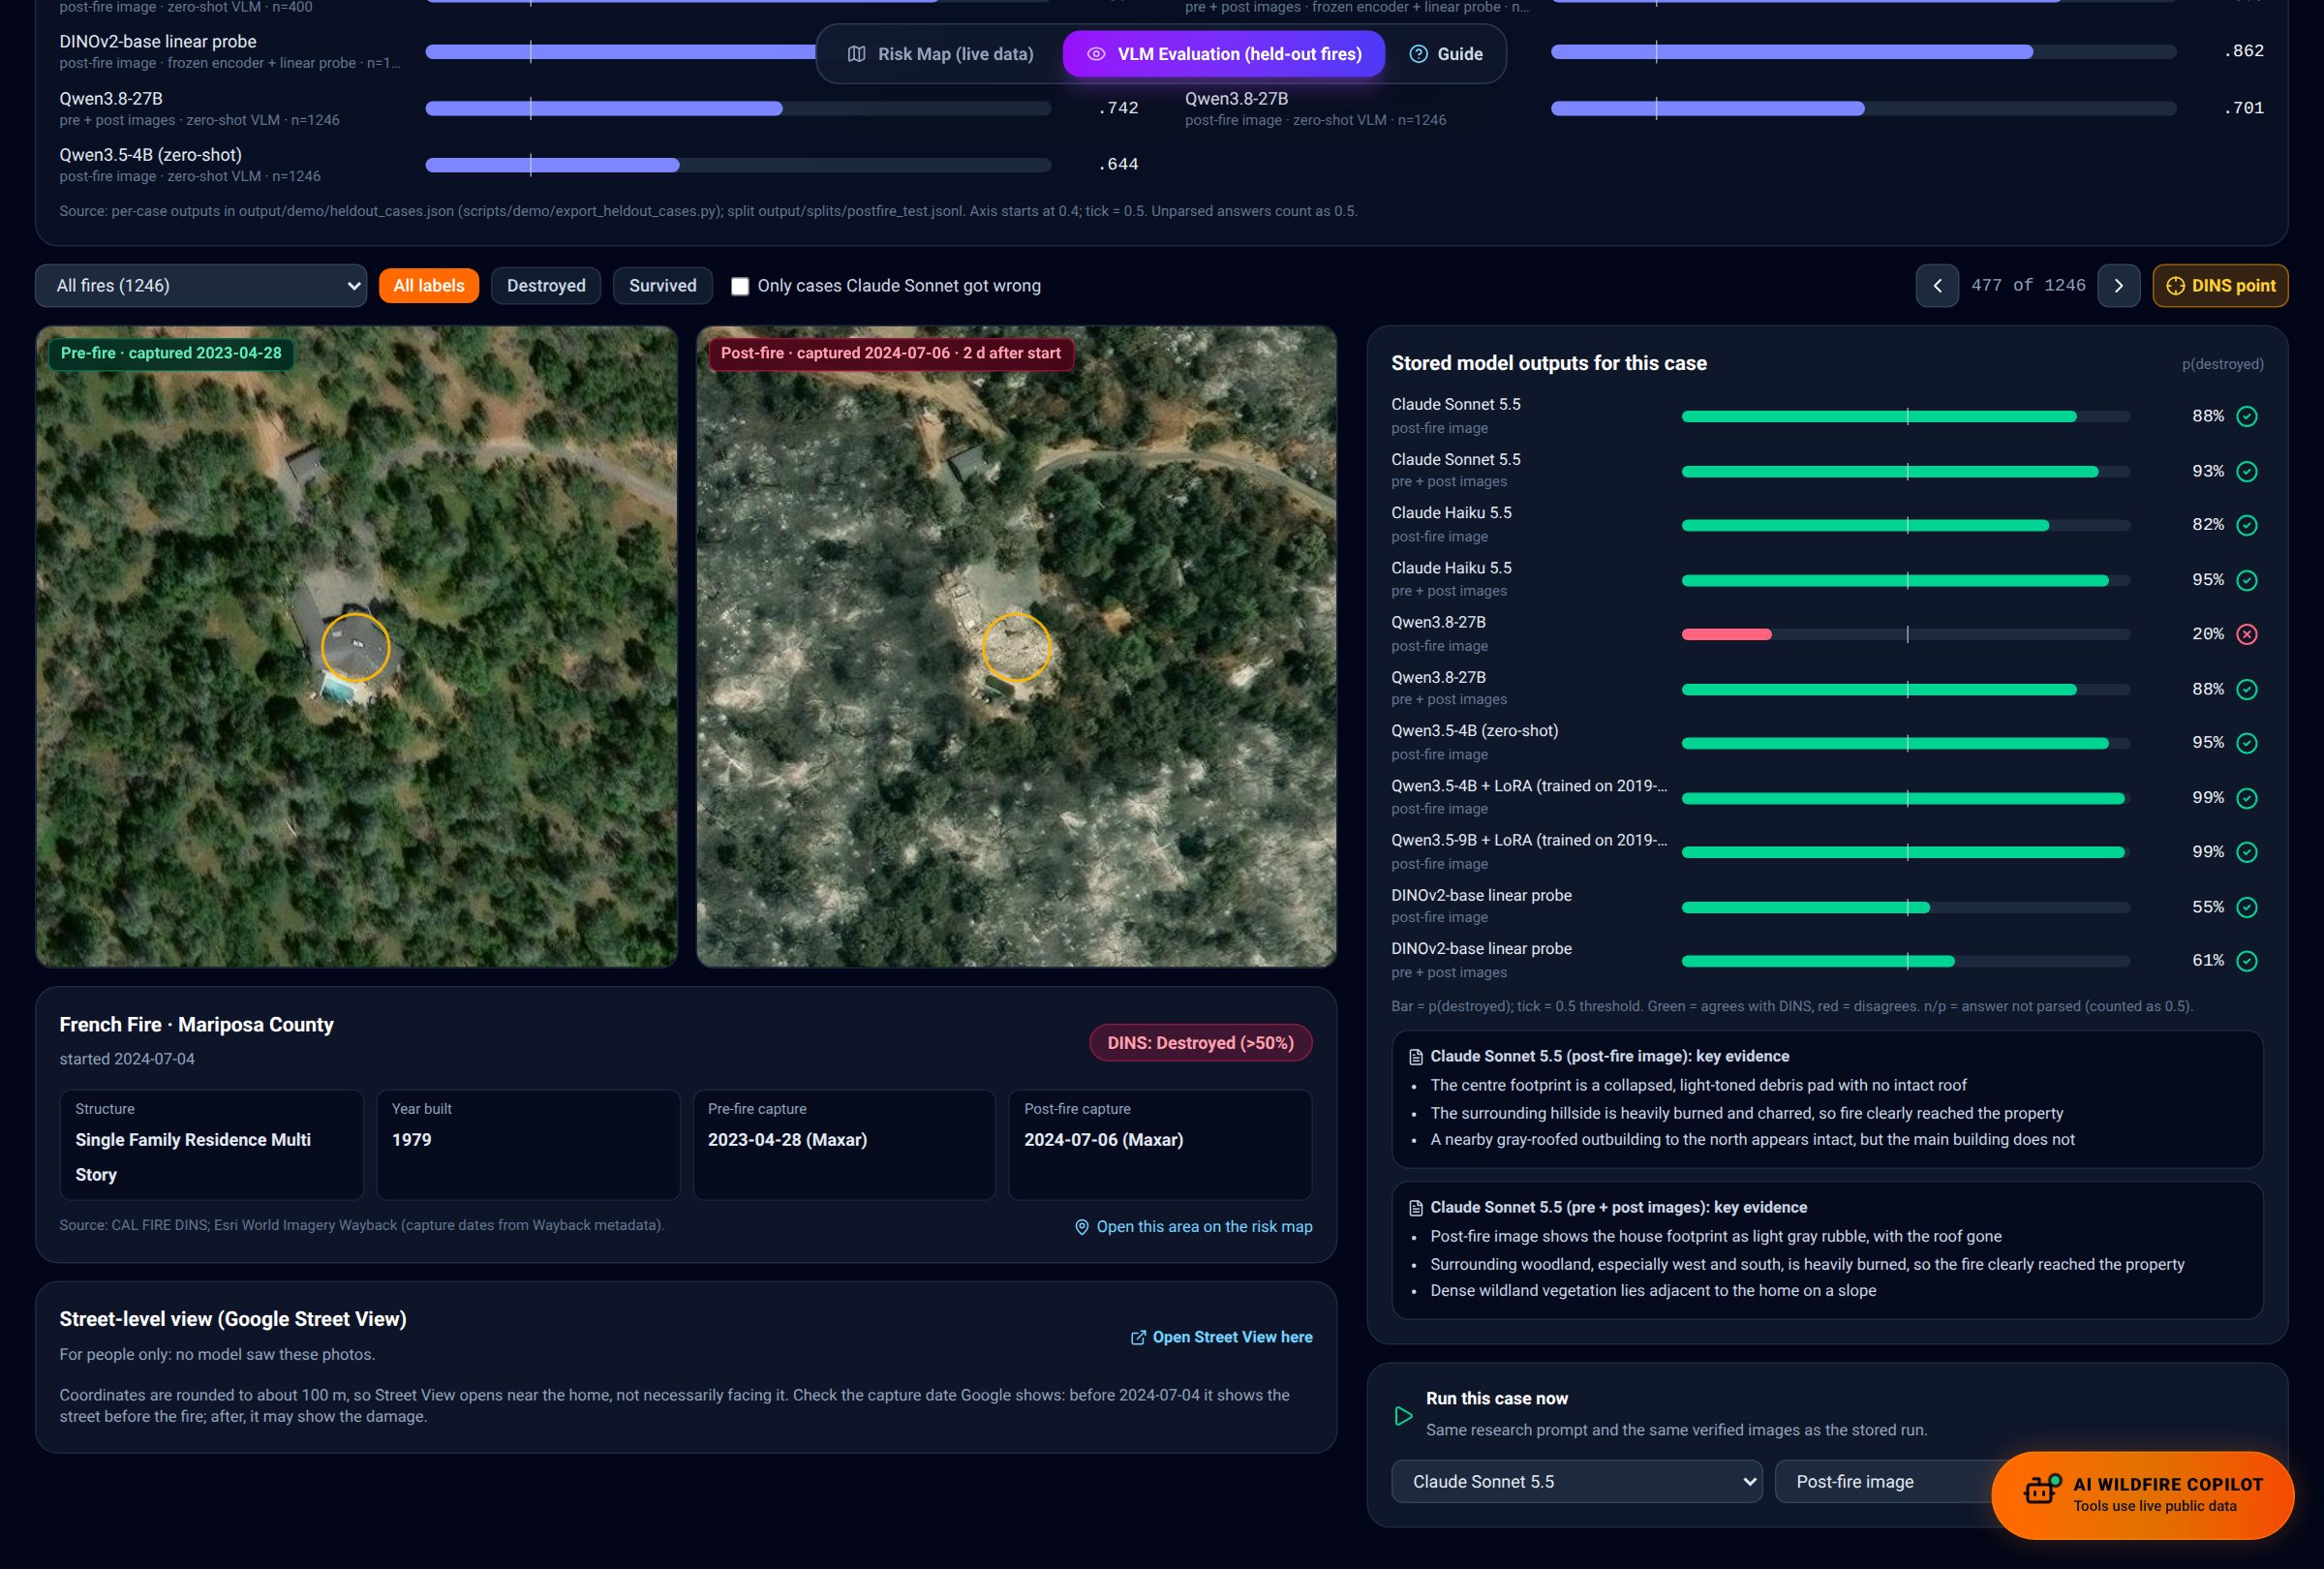 post-fire image · zero-shot VLM · n=400
pre + post images · frozen encoder + linear probe · n...
Risk Map (live data)
VLM Evaluation (held-out fires)
Guide
DINOv2-base linear probe
post-fire image · frozen encoder + linear probe · n=1...
.862
Qwen3.8-27B
pre + post images · zero-shot VLM · n=1246
.742
Qwen3.8-27B
post-fire image · zero-shot VLM · n=1246
.701
Qwen3.5-4B (zero-shot)
post-fire image · zero-shot VLM · n=1246
.644
Source: per-case outputs in output/demo/heldout_cases.json (scripts/demo/export_heldout_cases.py); split output/splits/postfire_test.jsonl. Axis starts at 0.4; tick = 0.5. Unparsed answers count as 0.5.
All fires (1246)
All labels
Destroyed
Survived
Only cases Claude Sonnet got wrong
477 of 1246
DINS point
Pre-fire · captured 2023-04-28
Post-fire · captured 2024-07-06 · 2 d after start
French Fire · Mariposa County
started 2024-07-04
DINS: Destroyed (>50%)
Structure
Single Family Residence Multi
Story
Year built
1979
Pre-fire capture
2023-04-28 (Maxar)
Post-fire capture
2024-07-06 (Maxar)
Source: CAL FIRE DINS; Esri World Imagery Wayback (capture dates from Wayback metadata).
Open this area on the risk map
Street-level view (Google Street View)
For people only: no model saw these photos.
Open Street View here
Coordinates are rounded to about 100 m, so Street View opens near the home, not necessarily facing it. Check the capture date Google shows: before 2024-07-04 it shows the
street before the fire; after, it may show the damage.
Stored model outputs for this case
p(destroyed)
Claude Sonnet 5.5
post-fire image
88%
Claude Sonnet 5.5
pre + post images
93%
Claude Haiku 5.5
post-fire image
82%
Claude Haiku 5.5
pre + post images
95%
Qwen3.8-27B
post-fire image
20%
Qwen3.8-27B
pre + post images
88%
Qwen3.5-4B (zero-shot)
post-fire image
95%
Qwen3.5-4B + LoRA (trained on 2019-...
post-fire image
99%
Qwen3.5-9B + LoRA (trained on 2019-...
post-fire image
99%
DINOv2-base linear probe
post-fire image
55%
DINOv2-base linear probe
pre + post images
61%
Bar = p(destroyed); tick = 0.5 threshold. Green = agrees with DINS, red = disagrees. n/p = answer not parsed (counted as 0.5).
Claude Sonnet 5.5 (post-fire image): key evidence
• The centre footprint is a collapsed, light-toned debris pad with no intact roof
• The surrounding hillside is heavily burned and charred, so fire clearly reached the property
• A nearby gray-roofed outbuilding to the north appears intact, but the main building does not
Claude Sonnet 5.5 (pre + post images): key evidence
• Post-fire image shows the house footprint as light gray rubble, with the roof gone
• Surrounding woodland, especially west and south, is heavily burned, so the fire clearly reached the property
• Dense wildland vegetation lies adjacent to the home on a slope
Run this case now
Same research prompt and the same verified images as the stored run.
Claude Sonnet 5.5
Post-fire image
AI WILDFIRE COPILOT
Tools use live public data